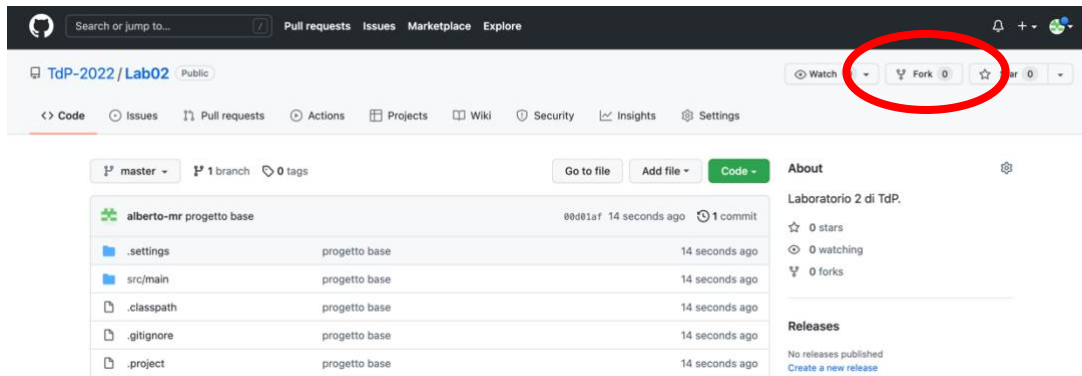 Search or jump to... / Pull requests Issues Marketplace Explore
TdP-2022 / Lab02 Public
Watch Fork 0 ar 0
<> Code Issues Pull requests Actions Projects Wiki Security Insights Settings
master 1 branch 0 tags Go to file Add file Code
alberto-mr progetto base 00d01af 14 seconds ago 1 commit
.settings progetto base 14 seconds ago
src/main progetto base 14 seconds ago
.classpath progetto base 14 seconds ago
.gitignore progetto base 14 seconds ago
.project progetto base 14 seconds ago
About
Laboratorio 2 di TdP.
0 stars
0 watching
0 forks
Releases
No releases published
Create a new release